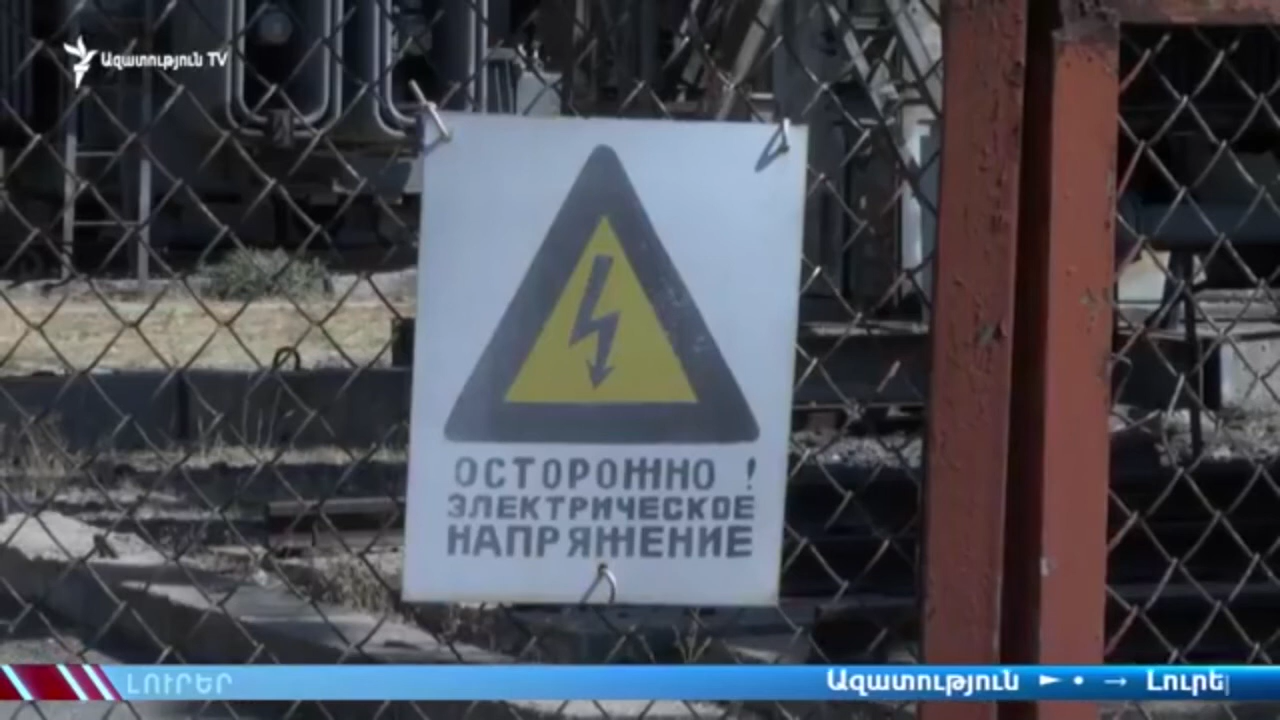 Ազատություն TV
ОСТОРОЖНО !
ЭЛЕКТРИЧЕСКОЕ
НАПРЯЖЕНИЕ
ԼՈՒՐԵՐ
Ազատություն ► • → Լուրե